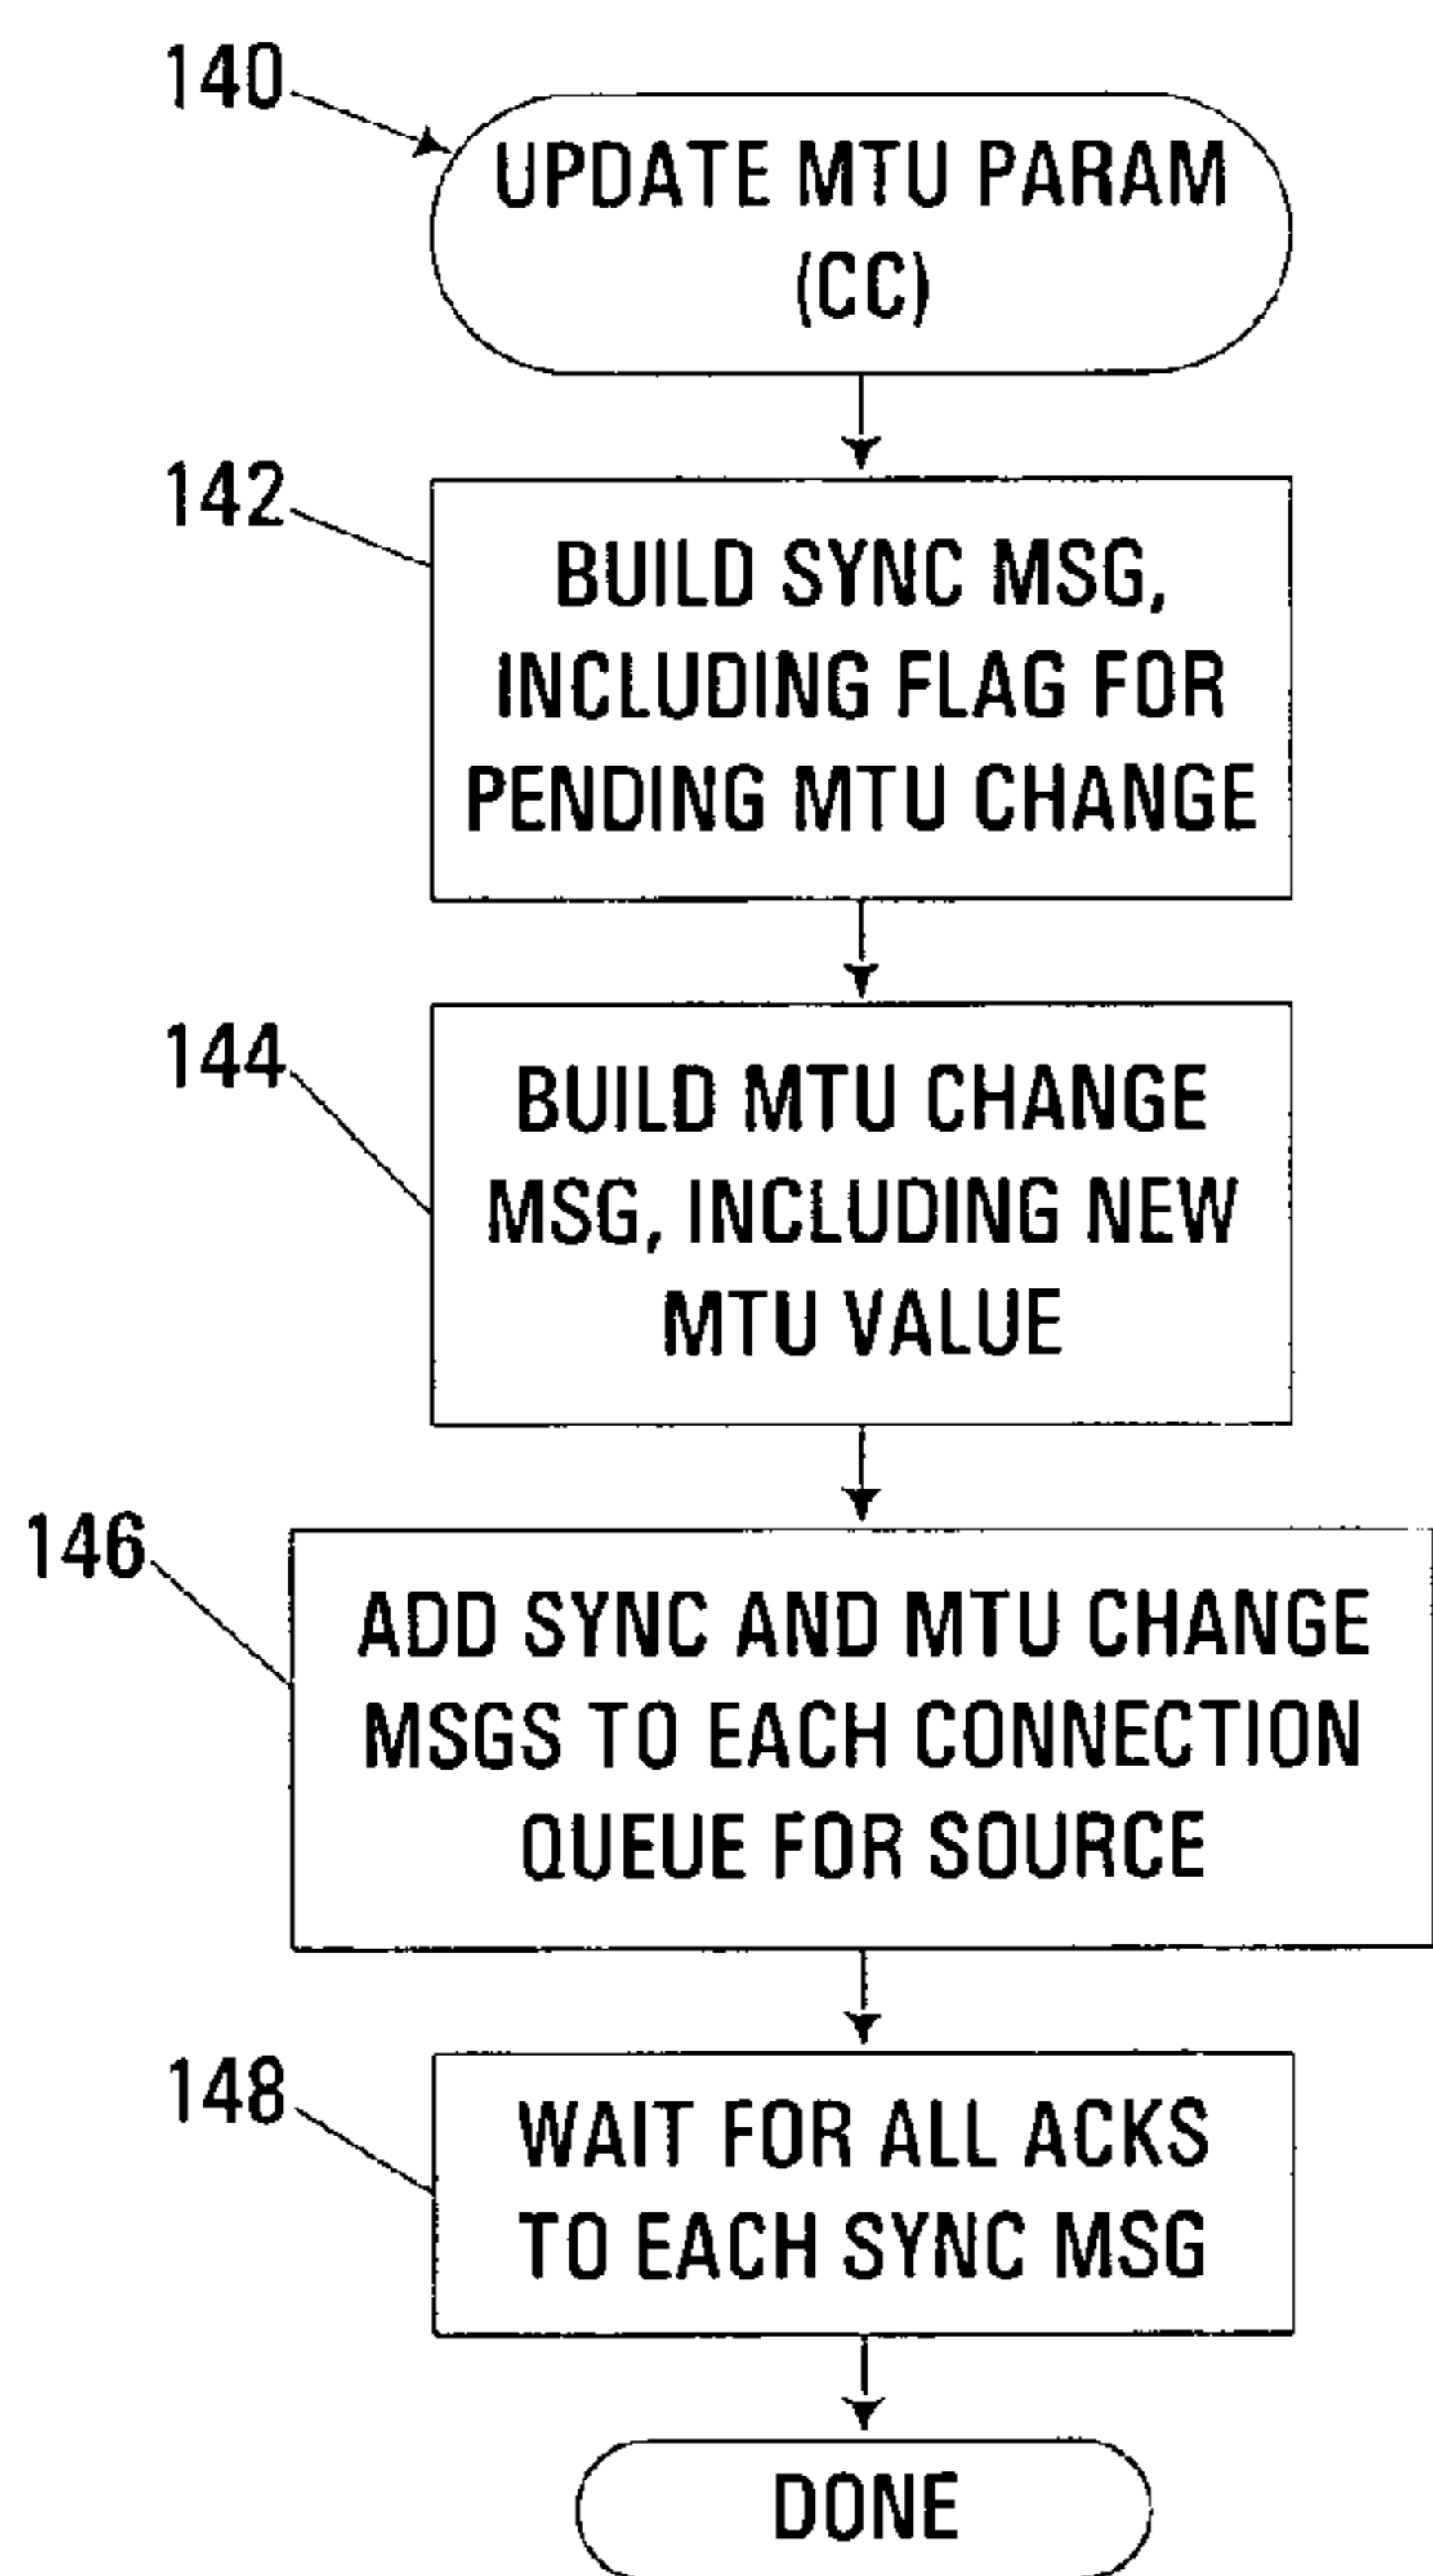 140
UPDATE MTU PARAM
(CC)
142
BUILD SYNC MSG,
INCLUDING FLAG FOR
PENDING MTU CHANGE
144
BUILD MTU CHANGE
MSG, INCLUDING NEW
MTU VALUE
146
ADD SYNC AND MTU CHANGE
MSGS TO EACH CONNECTION
QUEUE FOR SOURCE
148
WAIT FOR ALL ACKS
TO EACH SYNC MSG
DONE